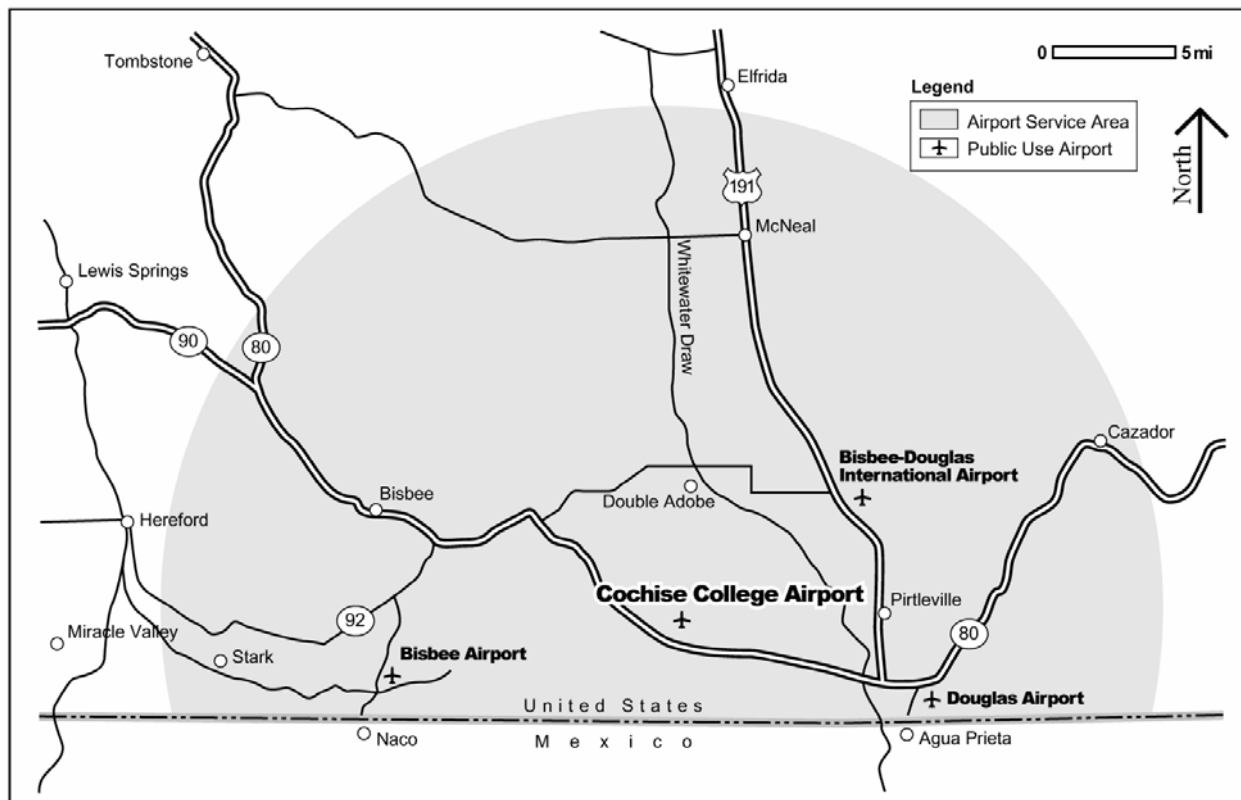 Tombstone
Elfrida
0 5 mi
Legend
Airport Service Area
Public Use Airport
North
191
McNeal
Whitewater Draw
Lewis Springs
90
80
Cazador
Bisbee-Douglas
International Airport
Bisbee
Double Adobe
Hereford
Cochise College Airport
Pirtleville
92
80
Miracle Valley
Stark
Bisbee Airport
Douglas Airport
United States
Mexico
Naco
Agua Prieta